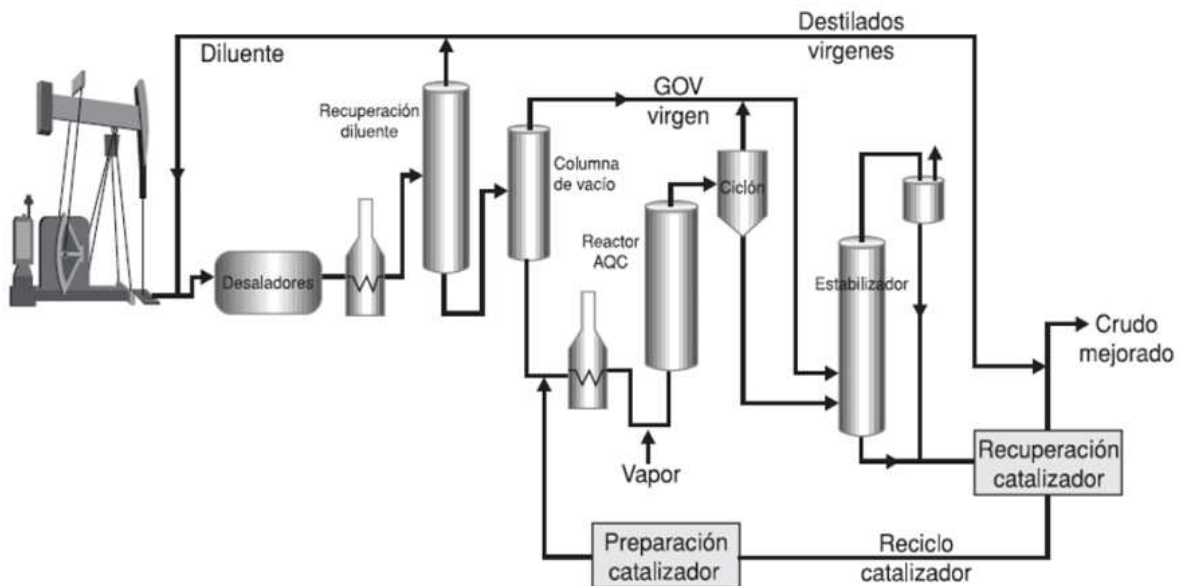 Diluente
Destilados
vírgenes
Recuperación
diluente
GOV
virgen
Columna
de vacío
Ciclón
Reactor
AQC
Desaladores
Estabilizador
Crudo
mejorado
Vapor
Recuperación
catalizador
Preparación
catalizador
Reciclo
catalizador